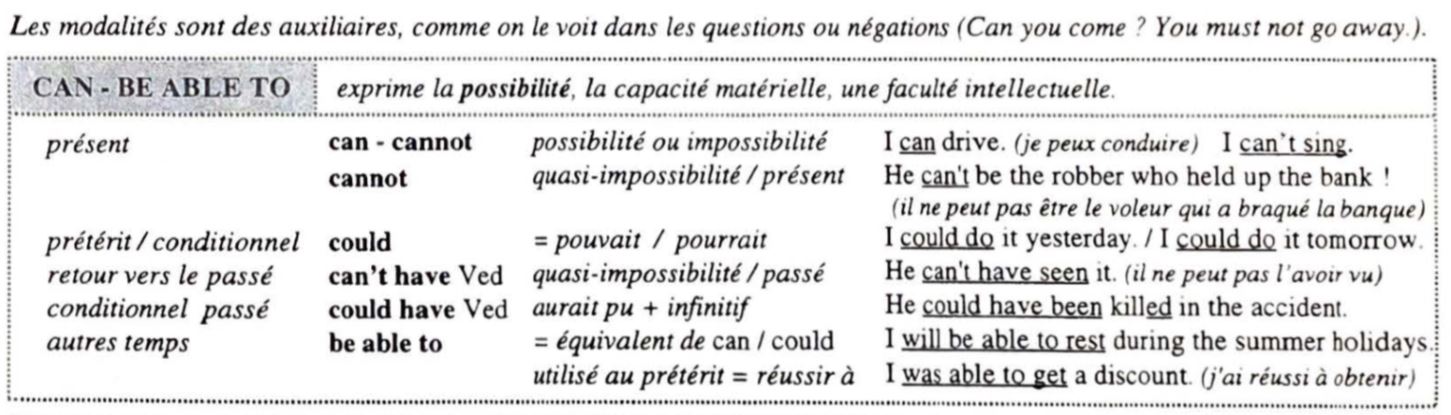 Les modalités sont des auxiliaires, comme on le voit dans les questions ou négations (Can you come ? You must not go away.).
CAN - BE ABLE TO exprime la possibilité, la capacité matérielle, une faculté intellectuelle.
présent can - cannot possibilité ou impossibilité I can drive. (je peux conduire) I can't sing.
cannot quasi-impossibilité / présent He can't be the robber who held up the bank !
(il ne peut pas être le voleur qui a braqué la banque)
prétérit / conditionnel could = pouvait / pourrait I could do it yesterday. / I could do it tomorrow.
retour vers le passé can't have Ved quasi-impossibilité / passé He can't have seen it. (il ne peut pas l'avoir vu)
conditionnel passé could have Ved aurait pu + infinitif He could have been killed in the accident.
autres temps be able to = équivalent de can / could I will be able to rest during the summer holidays.
utilisé au prétérit = réussir à I was able to get a discount. (j'ai réussi à obtenir)